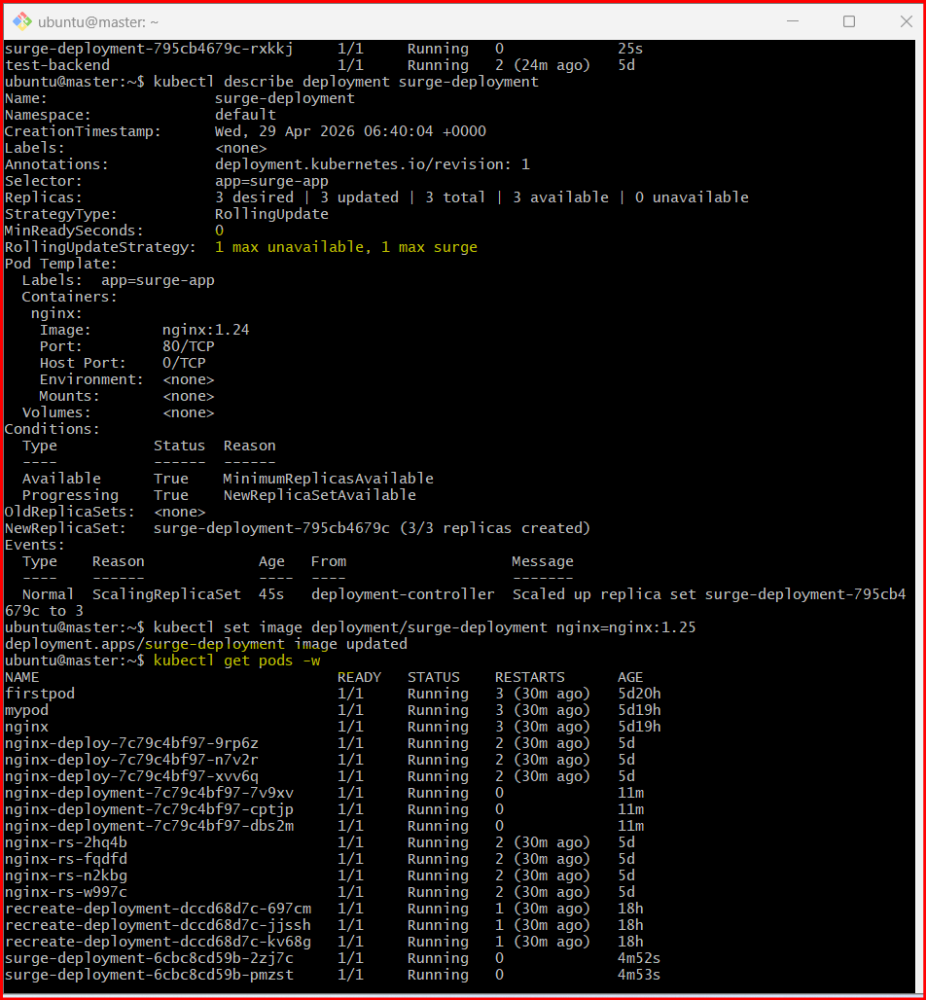 ubuntu@master: ~
surge-deployment-795cb4679c-rxkkj     1/1     Running   0             25s
test-backend                          1/1     Running   2 (24m ago)   5d
ubuntu@master:~$ kubectl describe deployment surge-deployment
Name:                   surge-deployment
Namespace:              default
CreationTimestamp:      Wed, 29 Apr 2026 06:40:04 +0000
Labels:                 <none>
Annotations:            deployment.kubernetes.io/revision: 1
Selector:               app=surge-app
Replicas:               3 desired | 3 updated | 3 total | 3 available | 0 unavailable
StrategyType:           RollingUpdate
MinReadySeconds:        0
RollingUpdateStrategy:  1 max unavailable, 1 max surge
Pod Template:
  Labels:  app=surge-app
  Containers:
   nginx:
    Image:        nginx:1.24
    Port:         80/TCP
    Host Port:    0/TCP
    Environment:  <none>
    Mounts:       <none>
  Volumes:        <none>
Conditions:
  Type           Status  Reason
  ----           ------  ------
  Available      True    MinimumReplicasAvailable
  Progressing    True    NewReplicaSetAvailable
OldReplicaSets:  <none>
NewReplicaSet:   surge-deployment-795cb4679c (3/3 replicas created)
Events:
  Type    Reason             Age   From                   Message
  ----    ------             ----  ----                   -------
  Normal  ScalingReplicaSet  45s   deployment-controller  Scaled up replica set surge-deployment-795cb4
679c to 3
ubuntu@master:~$ kubectl set image deployment/surge-deployment nginx=nginx:1.25
deployment.apps/surge-deployment image updated
ubuntu@master:~$ kubectl get pods -w
NAME                                  READY   STATUS    RESTARTS      AGE
firstpod                              1/1     Running   3 (30m ago)   5d20h
mypod                                 1/1     Running   3 (30m ago)   5d19h
nginx                                 1/1     Running   3 (30m ago)   5d19h
nginx-deploy-7c79c4bf97-9rp6z         1/1     Running   2 (30m ago)   5d
nginx-deploy-7c79c4bf97-n7v2r         1/1     Running   2 (30m ago)   5d
nginx-deploy-7c79c4bf97-xvv6q         1/1     Running   2 (30m ago)   5d
nginx-deployment-7c79c4bf97-7v9xv     1/1     Running   0             11m
nginx-deployment-7c79c4bf97-cptjp     1/1     Running   0             11m
nginx-deployment-7c79c4bf97-dbs2m     1/1     Running   0             11m
nginx-rs-2hq4b                        1/1     Running   2 (30m ago)   5d
nginx-rs-fqdfd                        1/1     Running   2 (30m ago)   5d
nginx-rs-n2kbg                        1/1     Running   2 (30m ago)   5d
nginx-rs-w997c                        1/1     Running   2 (30m ago)   5d
recreate-deployment-dccd68d7c-697cm   1/1     Running   1 (30m ago)   18h
recreate-deployment-dccd68d7c-jjssh   1/1     Running   1 (30m ago)   18h
recreate-deployment-dccd68d7c-kv68g   1/1     Running   1 (30m ago)   18h
surge-deployment-6cbc8cd59b-2zj7c     1/1     Running   0             4m52s
surge-deployment-6cbc8cd59b-pmzst     1/1     Running   0             4m53s